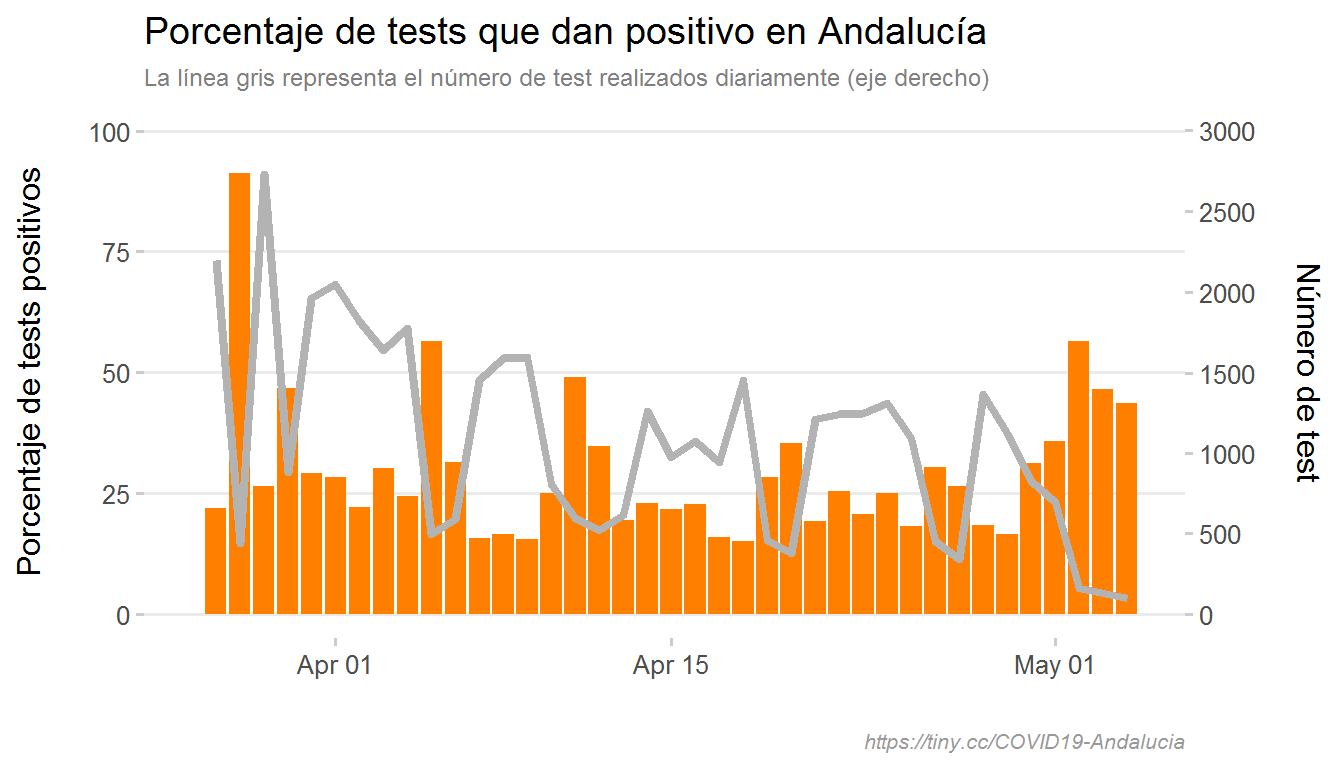 Porcentaje de tests que dan positivo en Andalucía
La línea gris representa el número de test realizados diariamente (eje derecho)
Porcentaje de tests positivos
100
75
50
25
0
3000
2500
2000
1500
1000
500
0
Número de test
Apr 01
Apr 15
May 01
https://tiny.cc/COVID19-Andalucia